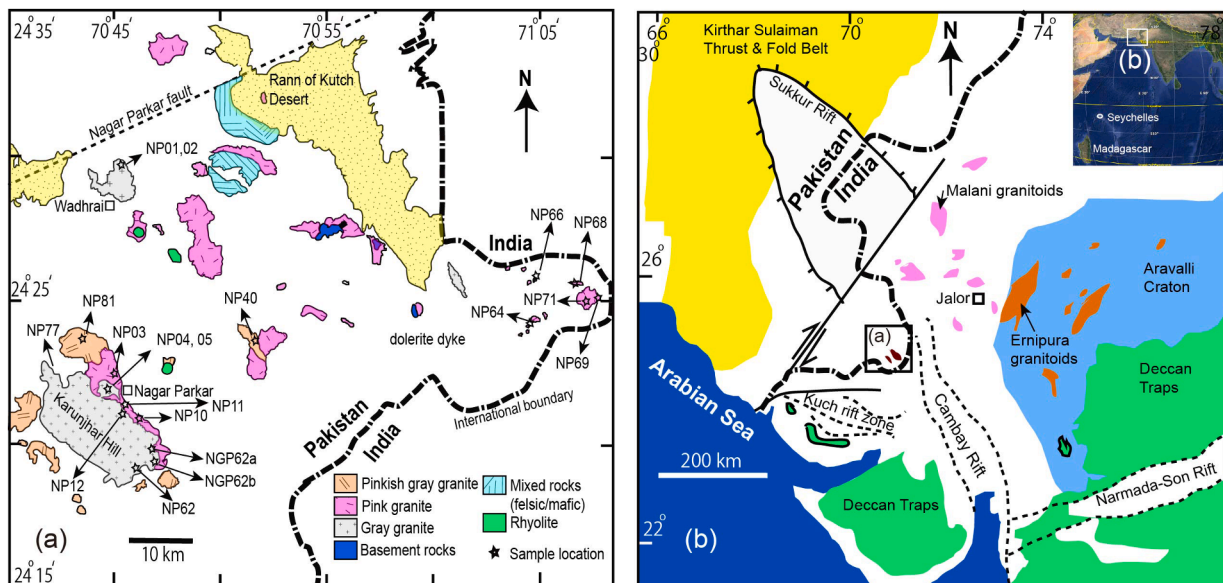 24 35
70 45
70 55
71 05
Nagar Parkar fault
Rann of Kutch
Desert
N
NP01,02
Wadhrai
India
NP66
NP68
NP71
NP64
NP69
NP40
dolerite dyke
NP81
NP77
NP03
NP04, 05
Nagar Parkar
NP11
NP10
Karunjhar Hill
NGP62a
NGP62b
NP12
NP62
24° 25
International boundary
Pakistan
India
Pinkish gray granite
Pink granite
Gray granite
Basement rocks
Mixed rocks
(felsic/mafic)
Rhyolite
Sample location
(a)
10 km
24° 15'
66
70
74
78
30
Kirthar Sulaiman
Thrust & Fold Belt
N
(b)
Seychelles
Madagascar
Sukkur Rift
Pakistan
India
Malani granitoids
26°
Jalor
Aravalli
Craton
(a)
Ernipura
granitoids
Deccan
Traps
Arabian Sea
Kuch rift zone
Cambay Rift
200 km
Deccan Traps
Narmada-Son Rift
22°
(b)